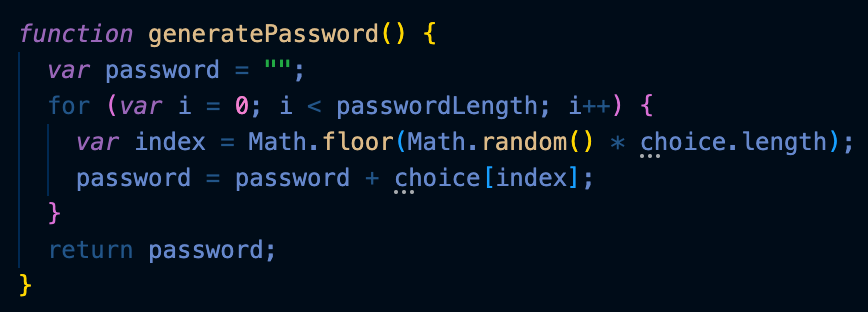 function generatePassword() {
  var password = "";
  for (var i = 0; i < passwordLength; i++) {
    var index = Math.floor(Math.random() * choice.length);
    password = password + choice[index];
  }
  return password;
}